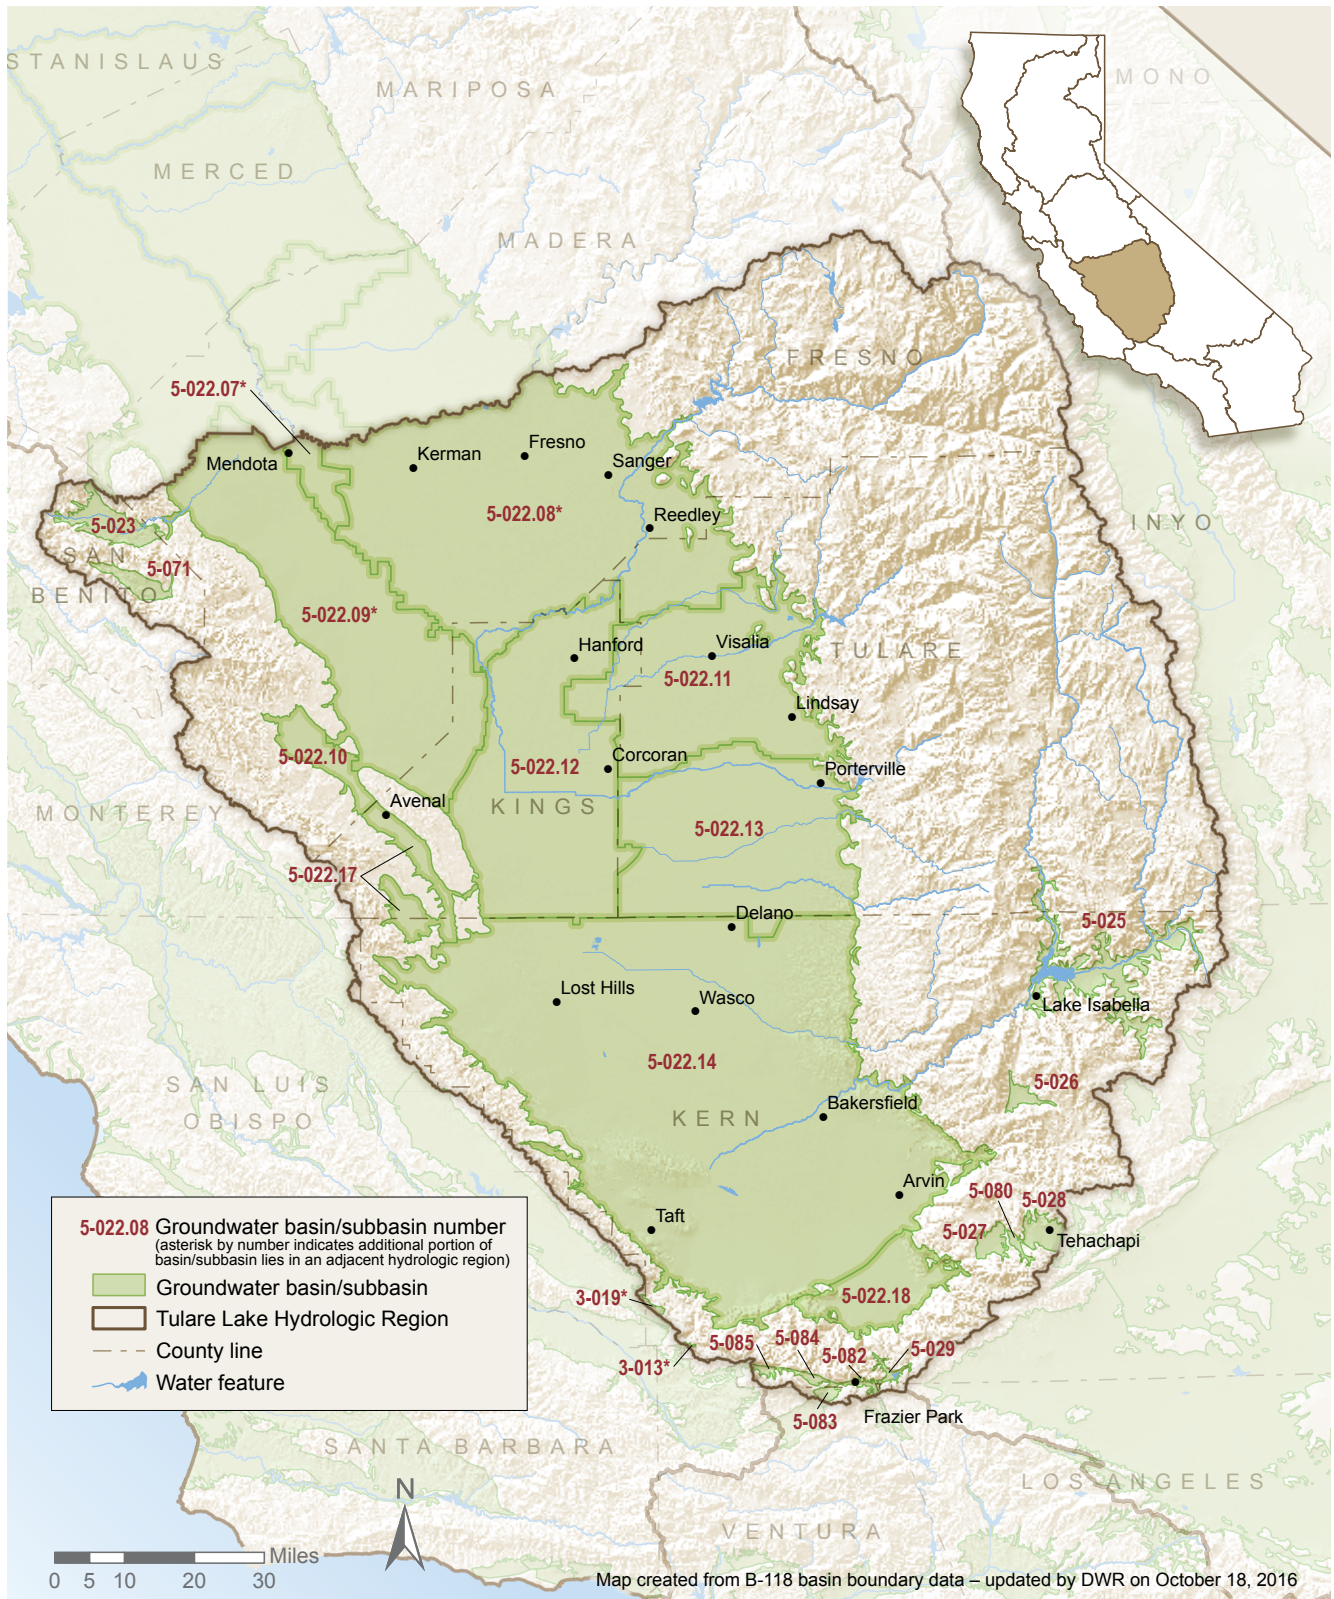 STANISLAUS
MARIPOSA
MONO
MERCED
MADERA
FRESNO
5-022.07*
Mendota
Kerman
Fresno
Sanger
5-022.08*
Reedley
5-023
SAN
BENITO
5-071
INYO
5-022.09*
Hanford
Visalia
TULARE
5-022.11
Lindsay
5-022.10
5-022.12
Corcoran
Porterville
Avenal
KINGS
MONTEREY
5-022.13
5-022.17
Delano
5-025
Lost Hills
Wasco
Lake Isabella
5-022.14
5-026
SAN LUIS
OBISPO
KERN
Bakersfield
Arvin
5-080
5-028
Taft
5-027
Tehachapi
5-022.18
3-019*
3-013*
5-085
5-084
5-082
5-029
5-083
Frazier Park
5-022.08 Groundwater basin/subbasin number
(asterisk by number indicates additional portion of
basin/subbasin lies in an adjacent hydrologic region)
Groundwater basin/subbasin
Tulare Lake Hydrologic Region
County line
Water feature
SANTA BARBARA
LOS ANGELES
VENTURA
N
Miles
0 5 10 20 30
Map created from B-118 basin boundary data – updated by DWR on October 18, 2016